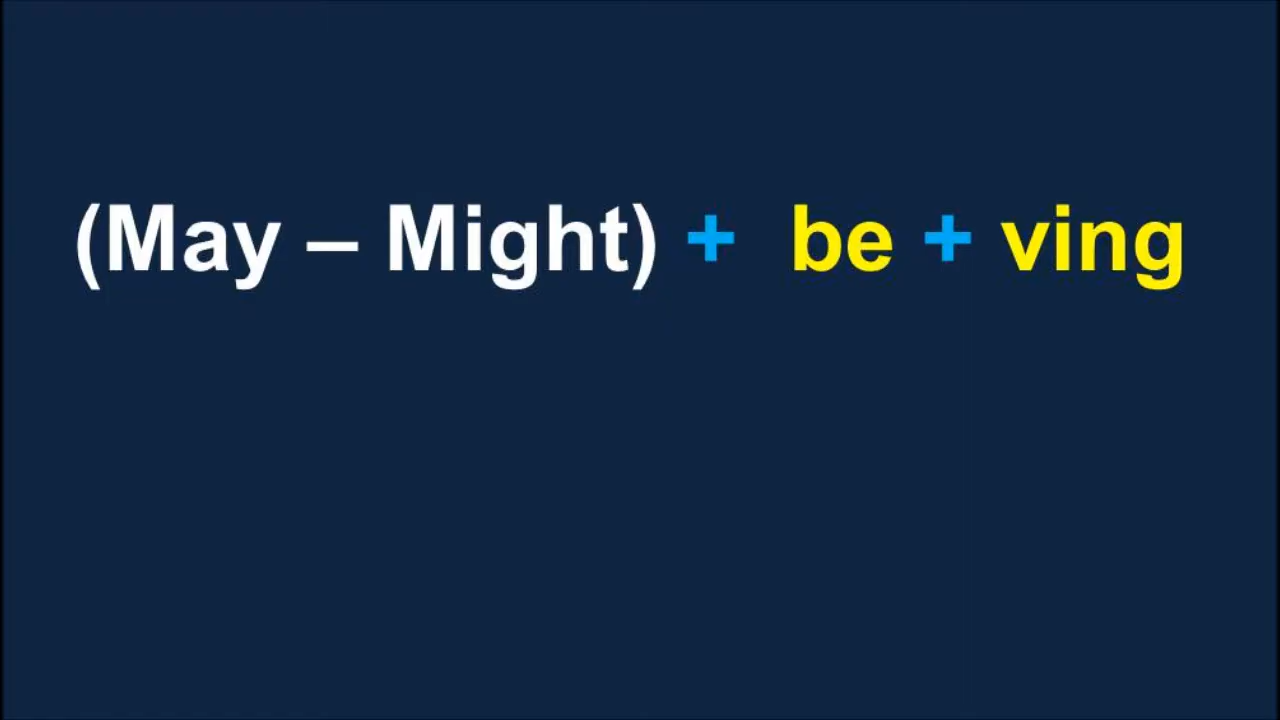 (May – Might) + be + ving